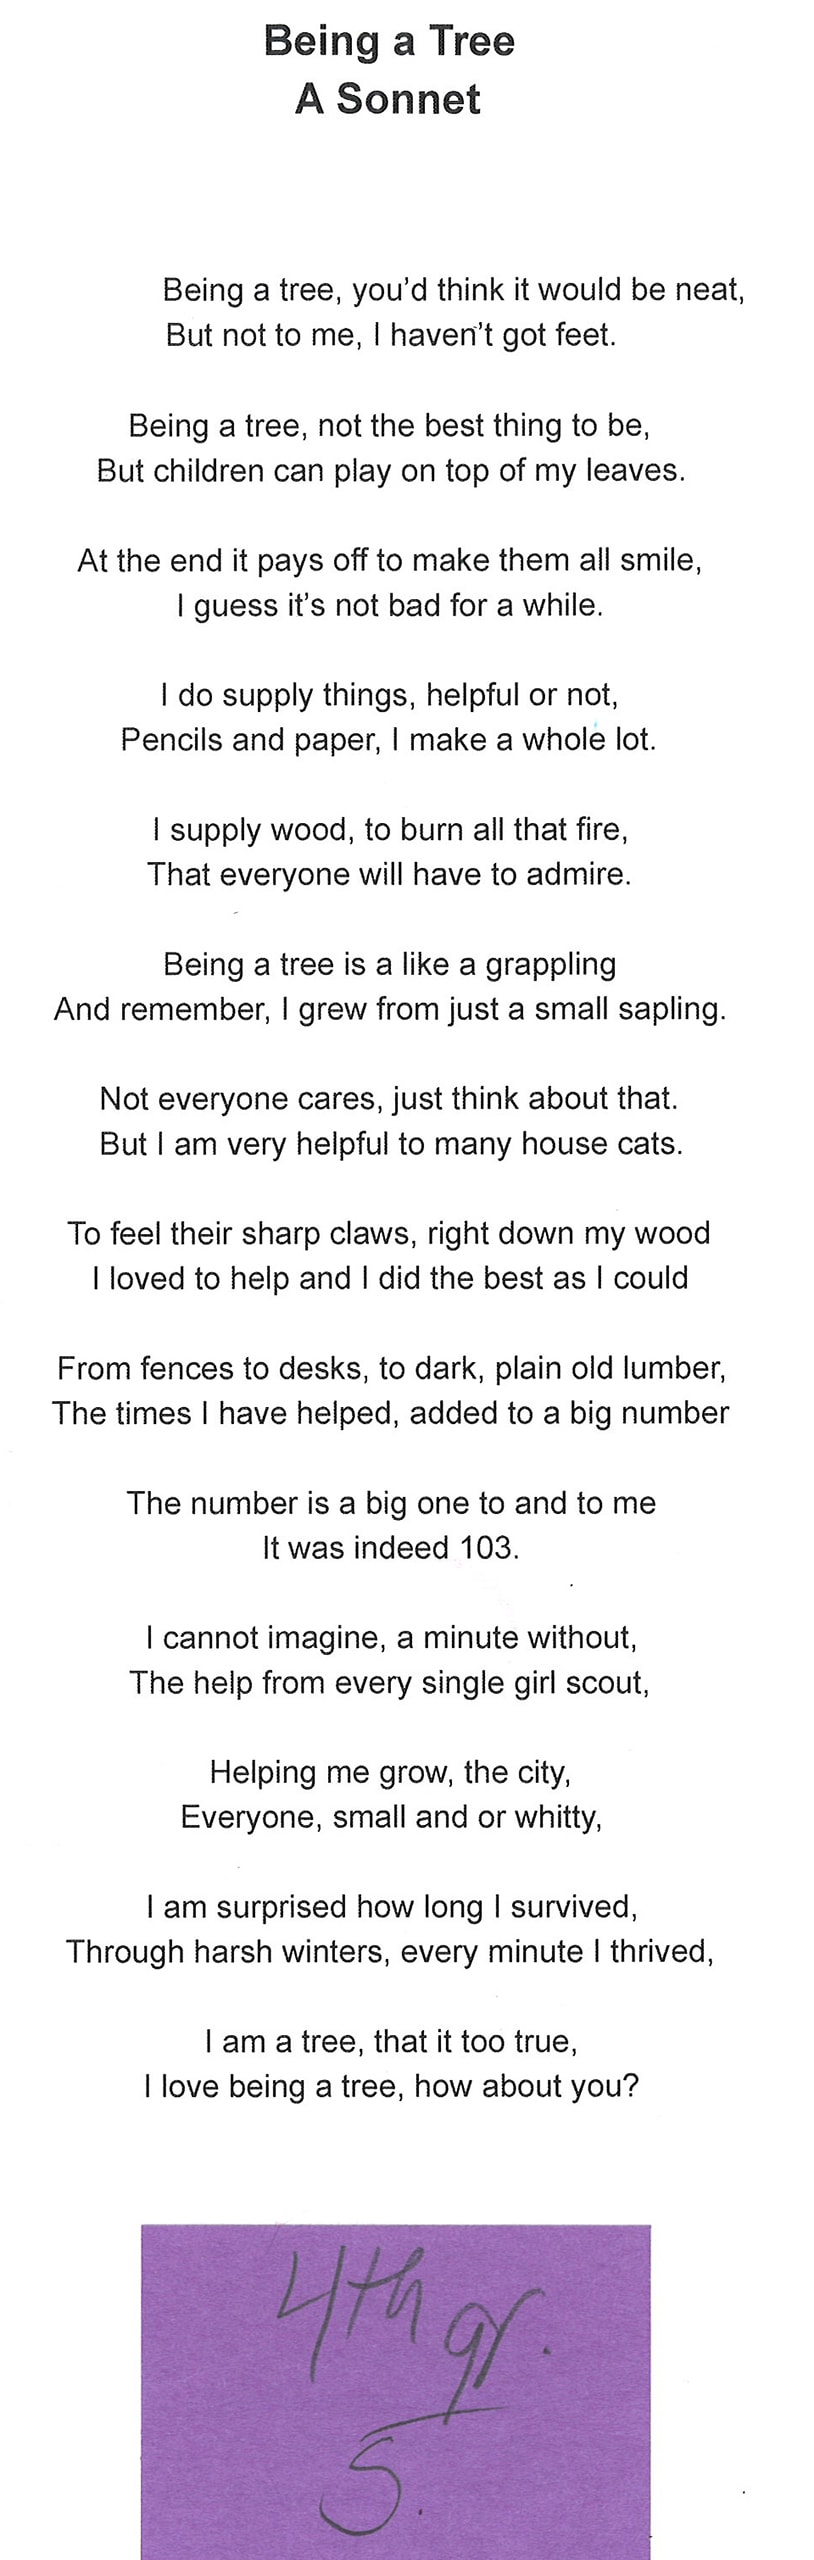 Being a Tree
A Sonnet
Being a tree, you'd think it would be neat,
But not to me, I haven't got feet.
Being a tree, not the best thing to be,
But children can play on top of my leaves.
At the end it pays off to make them all smile,
I guess it's not bad for a while.
I do supply things, helpful or not,
Pencils and paper, I make a whole lot.
I supply wood, to burn all that fire,
That everyone will have to admire.
Being a tree is a like a grappling
And remember, I grew from just a small sapling.
Not everyone cares, just think about that.
But I am very helpful to many house cats.
To feel their sharp claws, right down my wood
I loved to help and I did the best as I could
From fences to desks, to dark, plain old lumber,
The times I have helped, added to a big number
The number is a big one to and to me
It was indeed 103.
I cannot imagine, a minute without,
The help from every single girl scout,
Helping me grow, the city,
Everyone, small and or whitty,
I am surprised how long I survived,
Through harsh winters, every minute I thrived,
I am a tree, that it too true,
I love being a tree, how about you?
4th gr.
5.